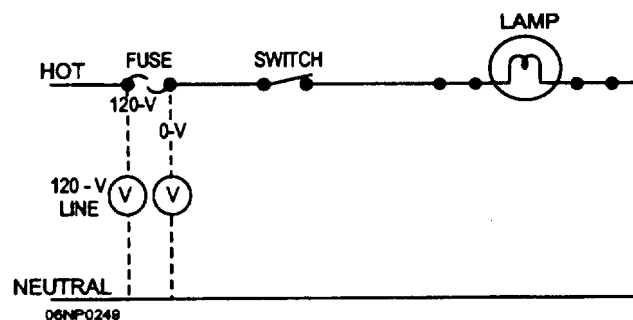 LAMP
FUSE
SWITCH
HOT
120-V
0-V
120 - V
LINE
V
V
NEUTRAL
06NP0249